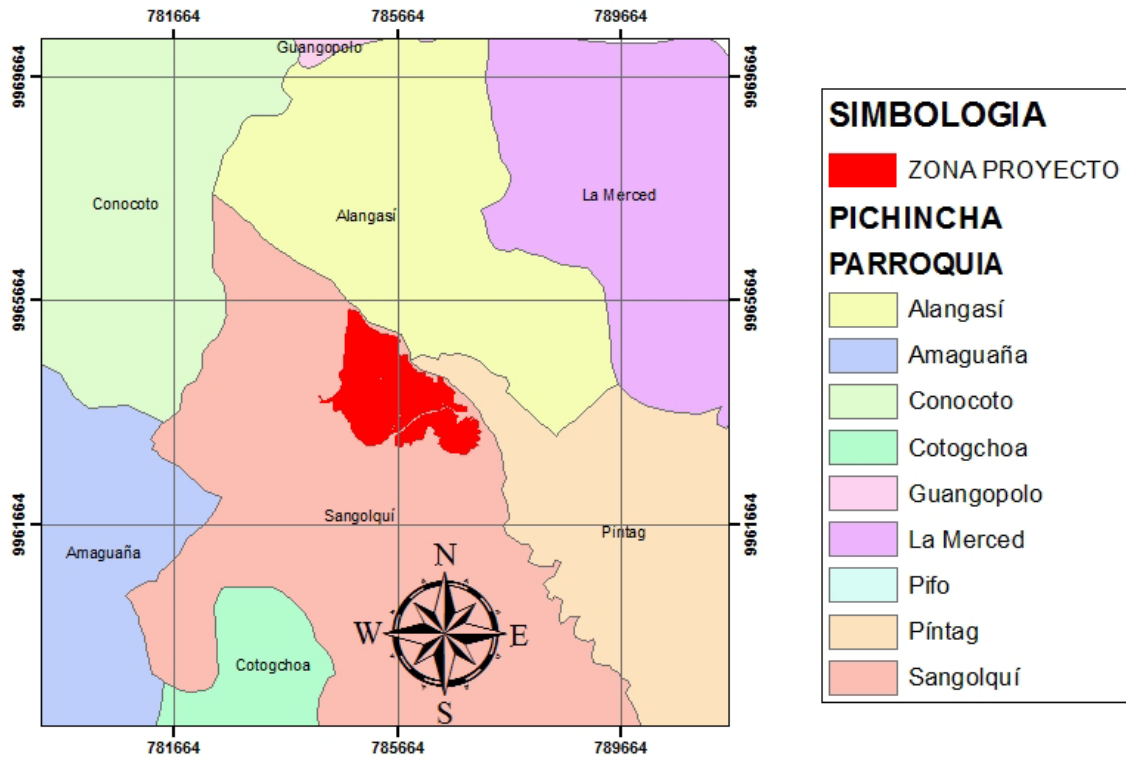 781664
785664
789664
9969664
9969664
9965664
9965664
9961664
9961664
Guangopolo
Conocoto
Alangasí
La Merced
Sangolquí
Píntag
Amaguaña
Cotogchoa
N
W
E
S
781664
785664
789664
SIMBOLOGIA
ZONA PROYECTO
PICHINCHA
PARROQUIA
Alangasí
Amaguaña
Conocoto
Cotogchoa
Guangopolo
La Merced
Pifo
Píntag
Sangolquí